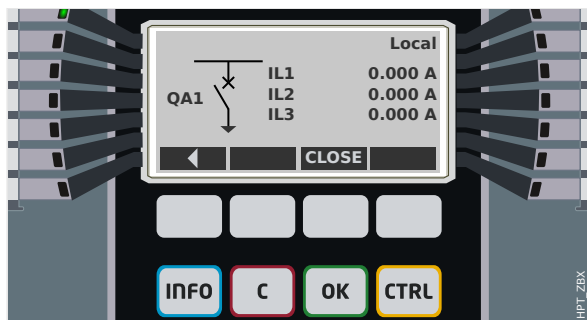 Local
IL1 0.000 A
QA1 IL2 0.000 A
IL3 0.000 A
CLOSE
INFO C OK CTRL
HPT_ZBX